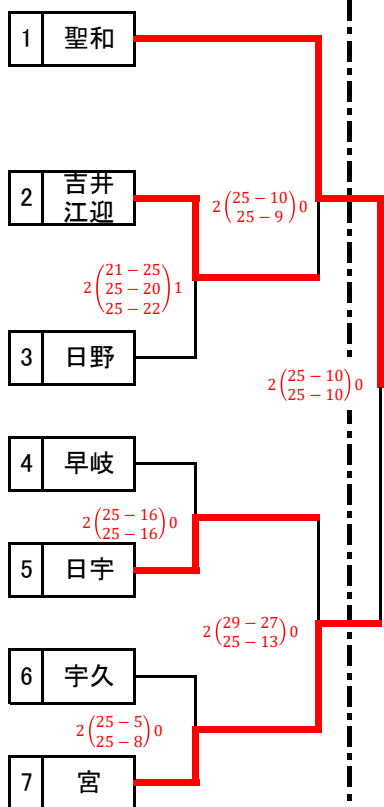 1 聖和
2 吉井
江迎
2 (25 − 10
25 − 9) 0
2 (21 − 25
25 − 20
25 − 22) 1
3 日野
2 (25 − 10
25 − 10) 0
4 早岐
2 (25 − 16
25 − 16) 0
5 日宇
2 (29 − 27
25 − 13) 0
6 宇久
2 (25 − 5
25 − 8) 0
7 宮